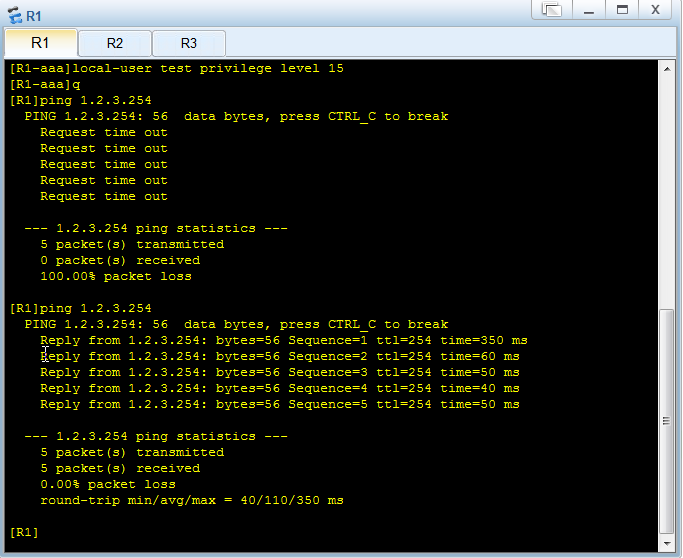 R1
R1 R2 R3
[R1-aaa]local-user test privilege level 15
[R1-aaa]q
[R1]ping 1.2.3.254
  PING 1.2.3.254: 56  data bytes, press CTRL_C to break
    Request time out
    Request time out
    Request time out
    Request time out
    Request time out

  --- 1.2.3.254 ping statistics ---
    5 packet(s) transmitted
    0 packet(s) received
    100.00% packet loss

[R1]ping 1.2.3.254
  PING 1.2.3.254: 56  data bytes, press CTRL_C to break
    Reply from 1.2.3.254: bytes=56 Sequence=1 ttl=254 time=350 ms
    Reply from 1.2.3.254: bytes=56 Sequence=2 ttl=254 time=60 ms
    Reply from 1.2.3.254: bytes=56 Sequence=3 ttl=254 time=50 ms
    Reply from 1.2.3.254: bytes=56 Sequence=4 ttl=254 time=40 ms
    Reply from 1.2.3.254: bytes=56 Sequence=5 ttl=254 time=50 ms

  --- 1.2.3.254 ping statistics ---
    5 packet(s) transmitted
    5 packet(s) received
    0.00% packet loss
    round-trip min/avg/max = 40/110/350 ms

[R1]